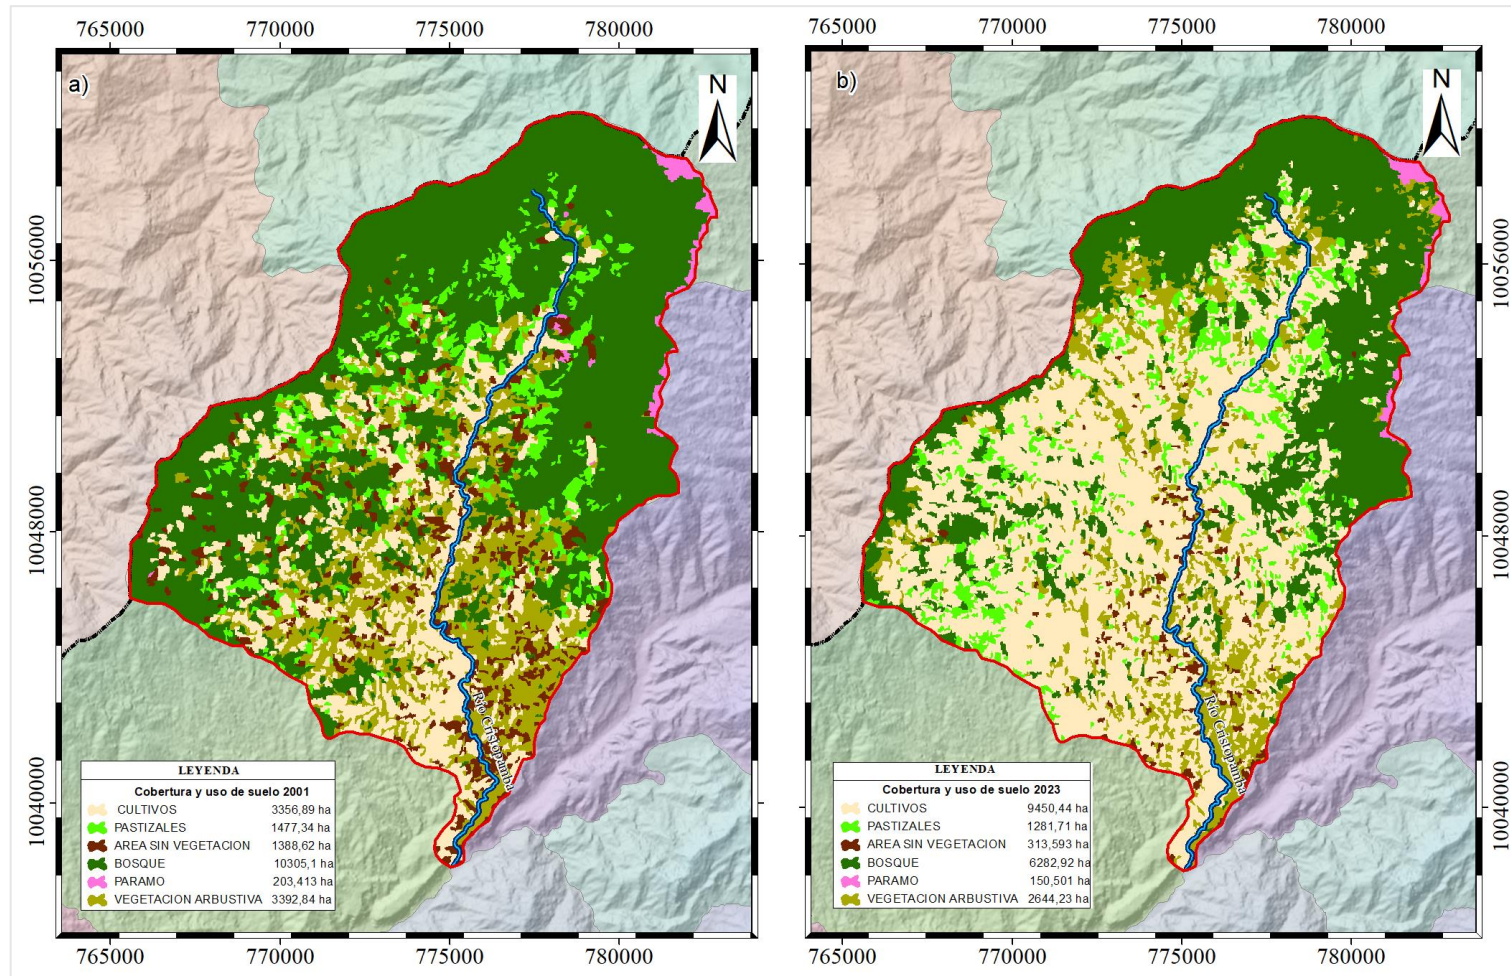 765000 770000 775000 780000
a)
N
10056000
10048000
10040000
Río Cristopamba
LEYENDA
Cobertura y uso de suelo 2001
CULTIVOS 3356,89 ha
PASTIZALES 1477,34 ha
AREA SIN VEGETACION 1388,62 ha
BOSQUE 10305,1 ha
PARAMO 203,413 ha
VEGETACION ARBUSTIVA 3392,84 ha
765000 770000 775000 780000
765000 770000 775000 780000
b)
N
10056000
10048000
10040000
Río Cristopamba
LEYENDA
Cobertura y uso de suelo 2023
CULTIVOS 9450,44 ha
PASTIZALES 1281,71 ha
AREA SIN VEGETACION 313,593 ha
BOSQUE 6282,92 ha
PARAMO 150,501 ha
VEGETACION ARBUSTIVA 2644,23 ha
765000 770000 775000 780000